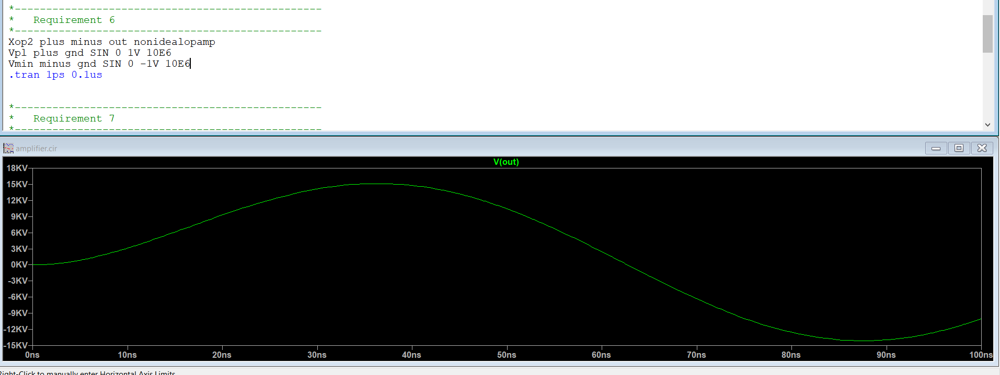 *-------------------------------------------------
*   Requirement 6
*-------------------------------------------------
Xop2 plus minus out nonidealopamp
Vpl plus gnd SIN 0 1V 10E6
Vmin minus gnd SIN 0 -1V 10E6
.tran 1ps 0.1us
*-------------------------------------------------
*   Requirement 7
*-------------------------------------------------
amplifier.cir
V(out)
18KV
15KV
12KV
9KV
6KV
3KV
0KV
-3KV
-6KV
-9KV
-12KV
-15KV
0ns 10ns 20ns 30ns 40ns 50ns 60ns 70ns 80ns 90ns 100ns
Right-Click to manually enter Horizontal Axis Limits